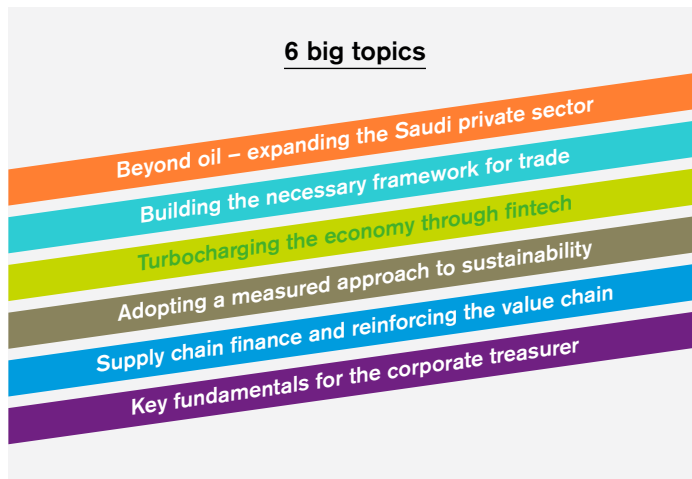 6 big topics
Beyond oil – expanding the Saudi private sector
Building the necessary framework for trade
Turbocharging the economy through fintech
Adopting a measured approach to sustainability
Supply chain finance and reinforcing the value chain
Key fundamentals for the corporate treasurer